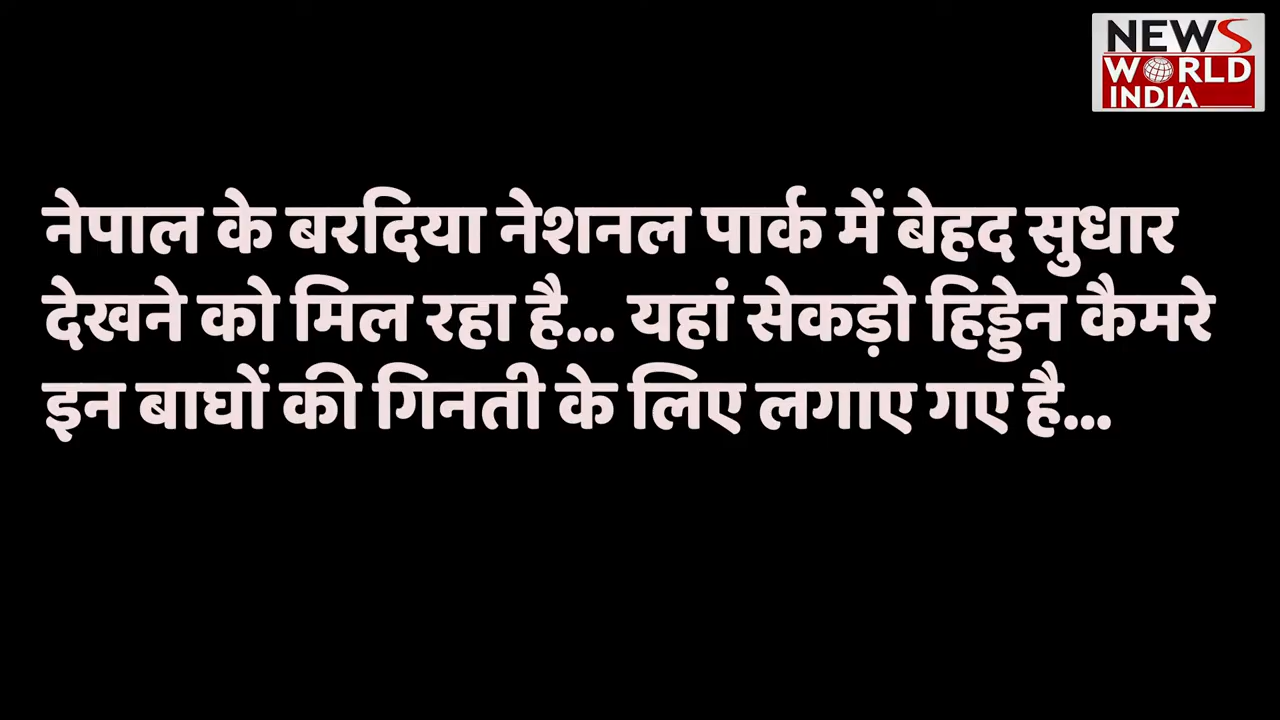 NEWS
WORLD
INDIA
नेपाल के बरदिया नेशनल पार्क में बेहद सुधार
देखने को मिल रहा है... यहां सेकड़ो हिड्डेन कैमरे
इन बाघों की गिनती के लिए लगाए गए है...